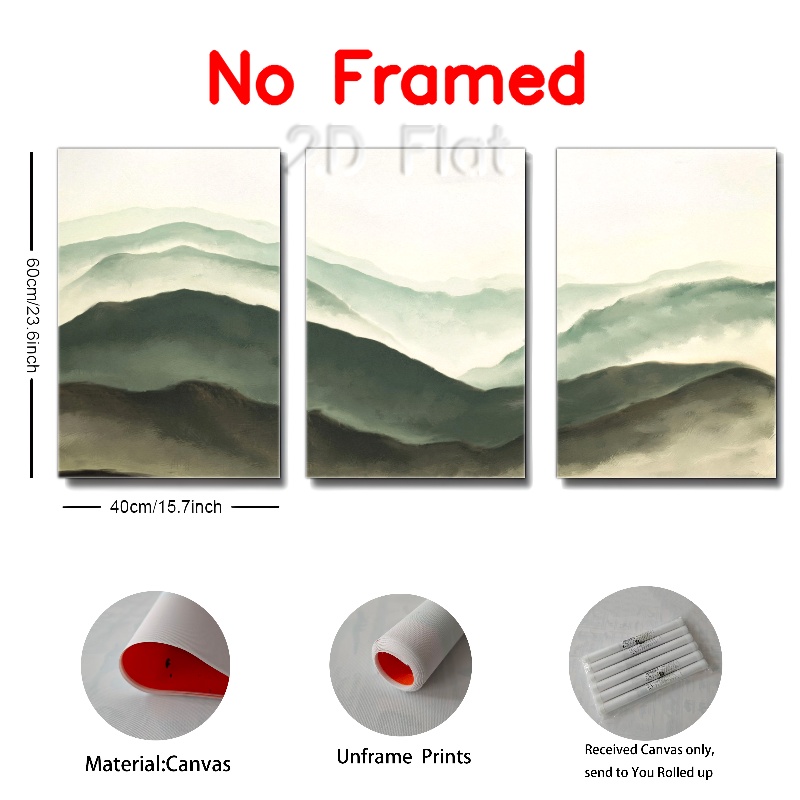 No Framed
2D Flat
60cm/23.6inch
40cm/15.7inch
Material:Canvas
Unframe Prints
Received Canvas only,
send to You Rolled up